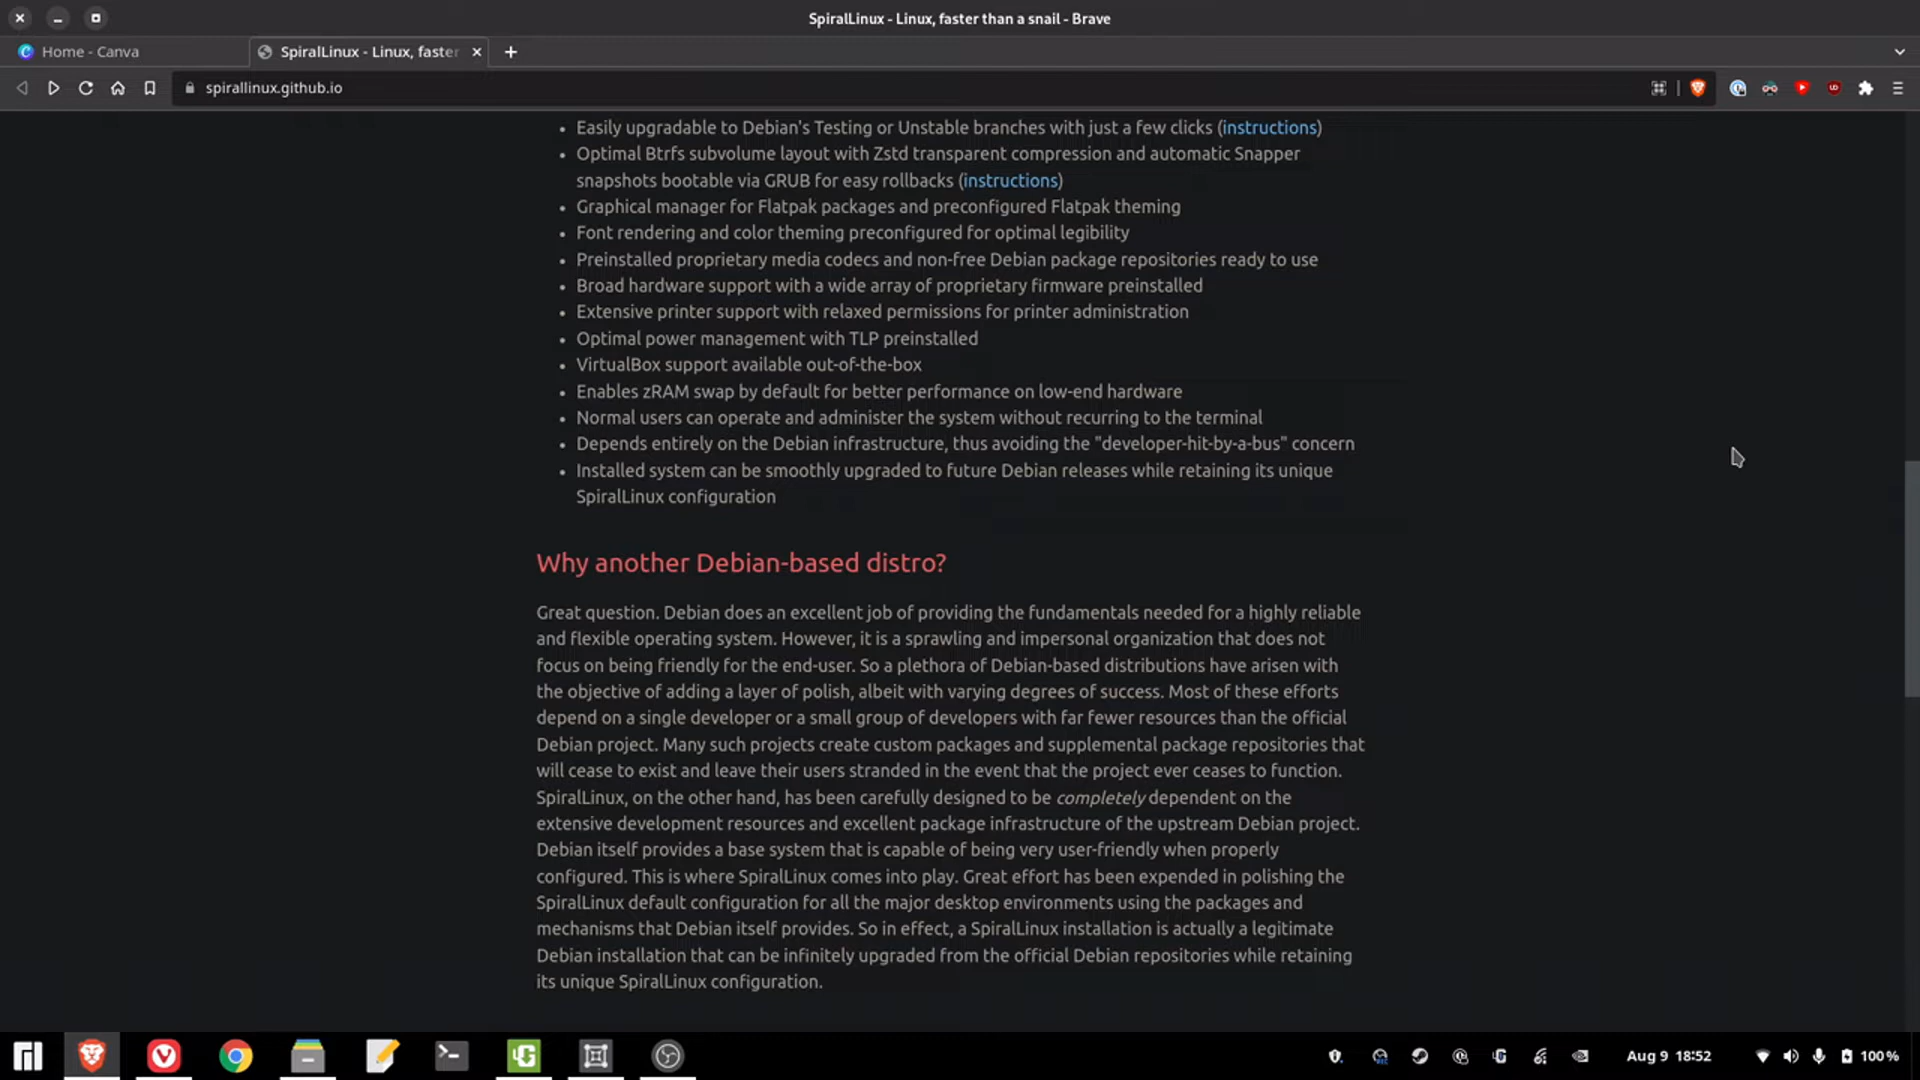 SpiralLinux - Linux, faster than a snail - Brave
Home - Canva
SpiralLinux - Linux, faster
spirallinux.github.io
• Easily upgradable to Debian's Testing or Unstable branches with just a few clicks (instructions)
• Optimal Btrfs subvolume layout with Zstd transparent compression and automatic Snapper
snapshots bootable via GRUB for easy rollbacks (instructions)
• Graphical manager for Flatpak packages and preconfigured Flatpak theming
• Font rendering and color theming preconfigured for optimal legibility
• Preinstalled proprietary media codecs and non-free Debian package repositories ready to use
• Broad hardware support with a wide array of proprietary firmware preinstalled
• Extensive printer support with relaxed permissions for printer administration
• Optimal power management with TLP preinstalled
• VirtualBox support available out-of-the-box
• Enables zRAM swap by default for better performance on low-end hardware
• Normal users can operate and administer the system without recurring to the terminal
• Depends entirely on the Debian infrastructure, thus avoiding the "developer-hit-by-a-bus" concern
• Installed system can be smoothly upgraded to future Debian releases while retaining its unique
SpiralLinux configuration
Why another Debian-based distro?
Great question. Debian does an excellent job of providing the fundamentals needed for a highly reliable
and flexible operating system. However, it is a sprawling and impersonal organization that does not
focus on being friendly for the end-user. So a plethora of Debian-based distributions have arisen with
the objective of adding a layer of polish, albeit with varying degrees of success. Most of these efforts
depend on a single developer or a small group of developers with far fewer resources than the official
Debian project. Many such projects create custom packages and supplemental package repositories that
will cease to exist and leave their users stranded in the event that the project ever ceases to function.
SpiralLinux, on the other hand, has been carefully designed to be completely dependent on the
extensive development resources and excellent package infrastructure of the upstream Debian project.
Debian itself provides a base system that is capable of being very user-friendly when properly
configured. This is where SpiralLinux comes into play. Great effort has been expended in polishing the
SpiralLinux default configuration for all the major desktop environments using the packages and
mechanisms that Debian itself provides. So in effect, a SpiralLinux installation is actually a legitimate
Debian installation that can be infinitely upgraded from the official Debian repositories while retaining
its unique SpiralLinux configuration.
Aug 9 18:52
100 %